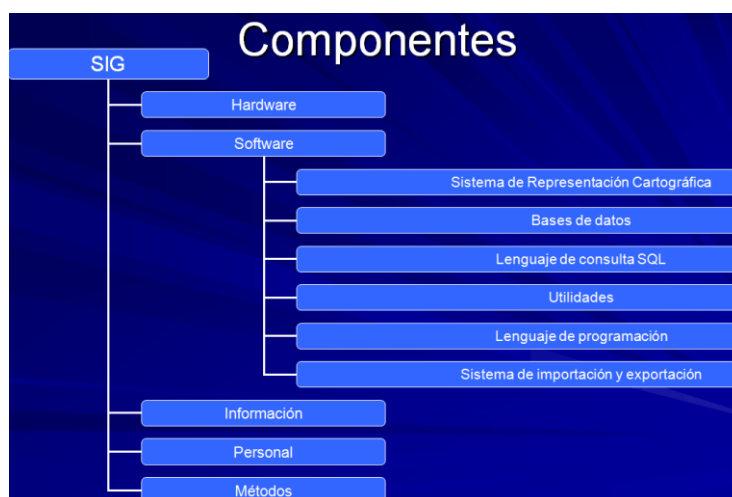 Componentes
SIG
Hardware
Software
Sistema de Representación Cartográfica
Bases de datos
Lenguaje de consulta SQL
Utilidades
Lenguaje de programación
Sistema de importación y exportación
Información
Personal
Métodos